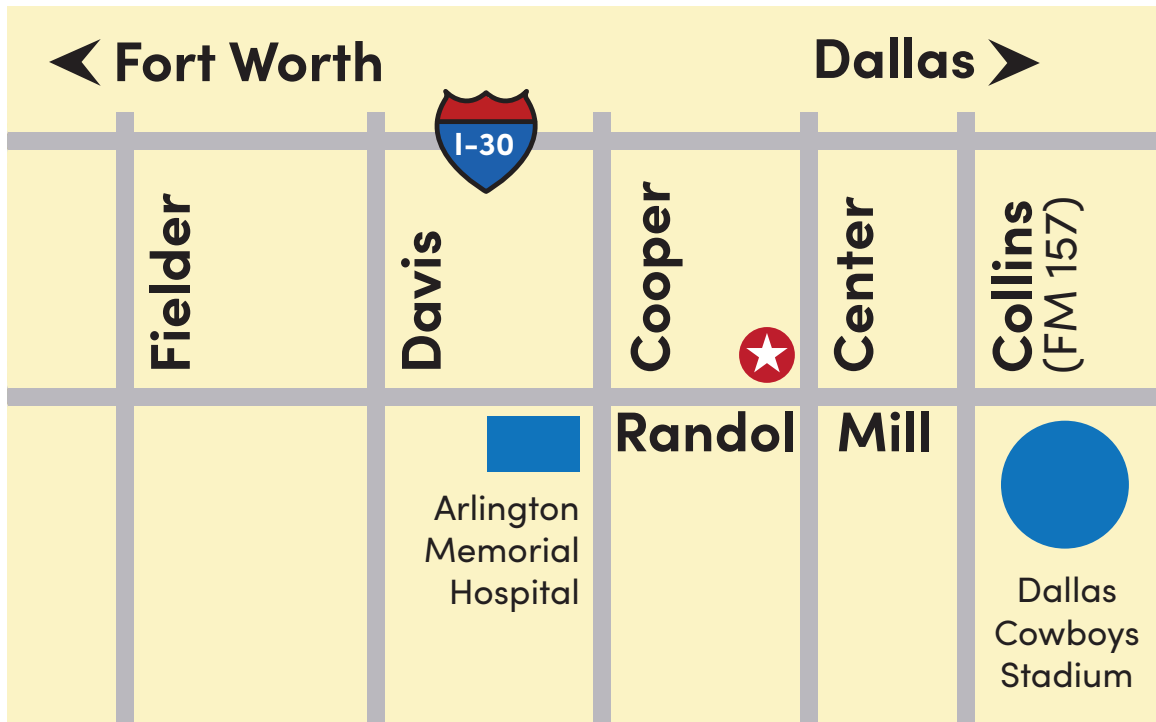 Fort Worth
Dallas
I-30
Fielder
Davis
Cooper
Center
Collins
(FM 157)
Randol Mill
Arlington
Memorial
Hospital
Dallas
Cowboys
Stadium